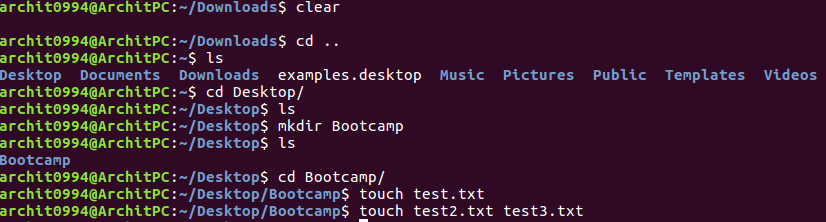 archit0994@ArchitPC:~/Downloads$ clear
archit0994@ArchitPC:~/Downloads$ cd ..
archit0994@ArchitPC:~$ ls
Desktop  Documents  Downloads  examples.desktop  Music  Pictures  Public  Templates  Videos
archit0994@ArchitPC:~$ cd Desktop/
archit0994@ArchitPC:~/Desktop$ ls
archit0994@ArchitPC:~/Desktop$ mkdir Bootcamp
archit0994@ArchitPC:~/Desktop$ ls
Bootcamp
archit0994@ArchitPC:~/Desktop$ cd Bootcamp/
archit0994@ArchitPC:~/Desktop/Bootcamp$ touch test.txt
archit0994@ArchitPC:~/Desktop/Bootcamp$ touch test2.txt test3.txt